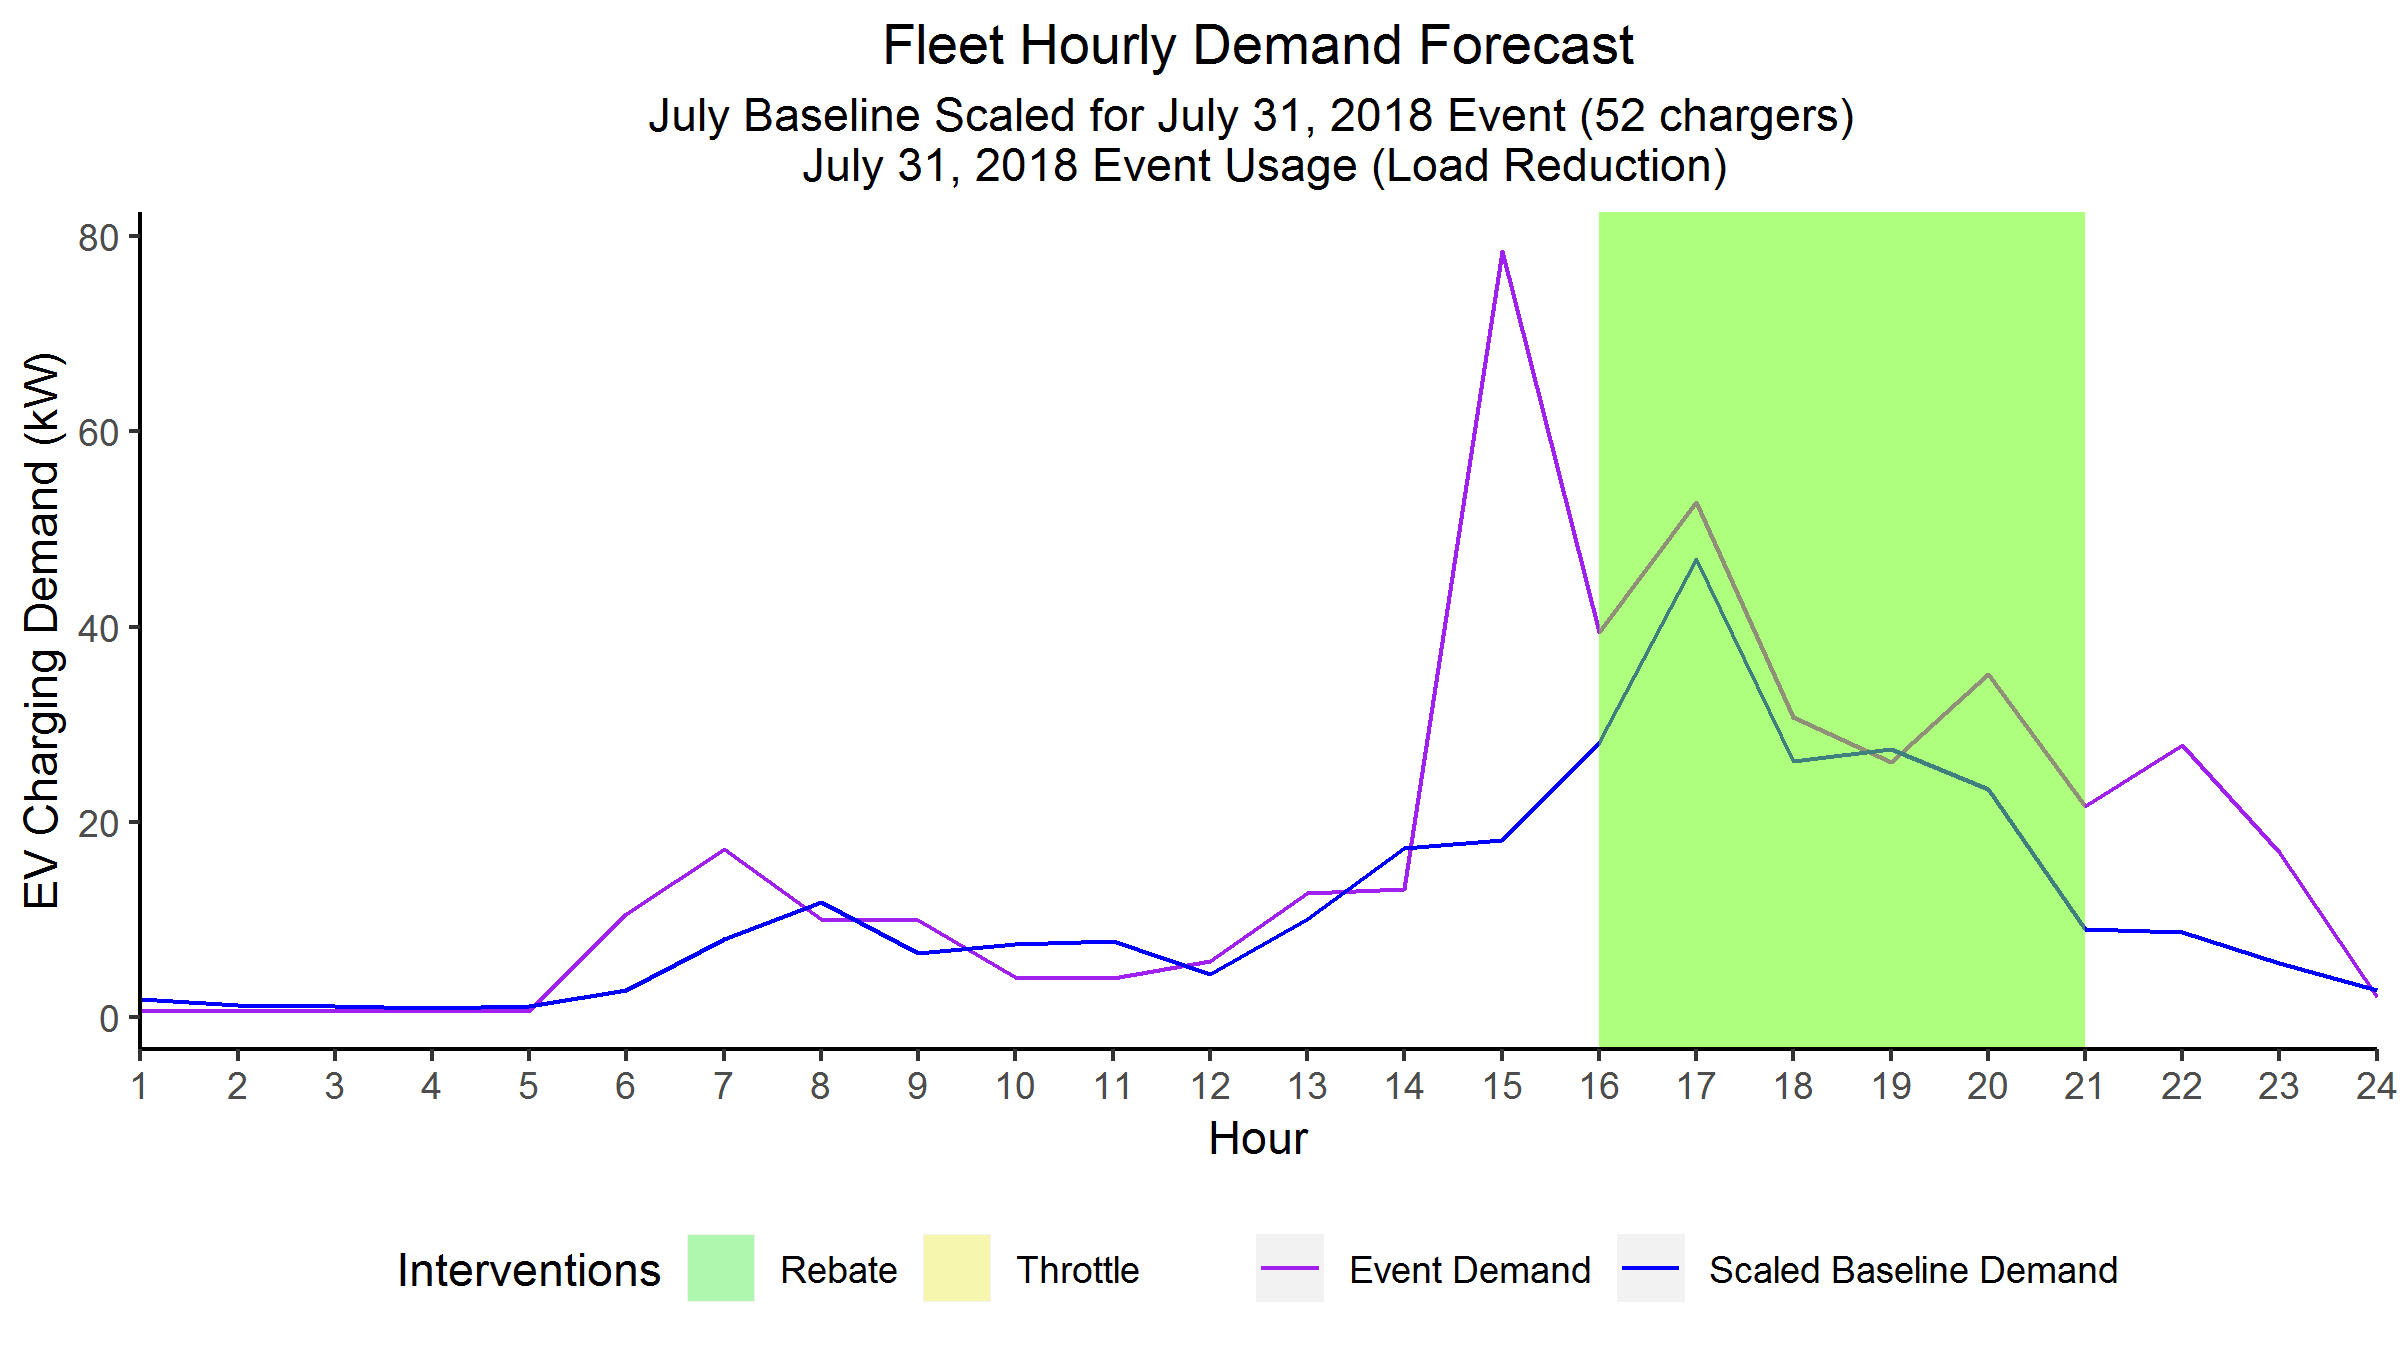 Fleet Hourly Demand Forecast
July Baseline Scaled for July 31, 2018 Event (52 chargers)
July 31, 2018 Event Usage (Load Reduction)
EV Charging Demand (kW)
80
60
40
20
0
1 2 3 4 5 6 7 8 9 10 11 12 13 14 15 16 17 18 19 20 21 22 23 24
Hour
Interventions Rebate Throttle Event Demand Scaled Baseline Demand